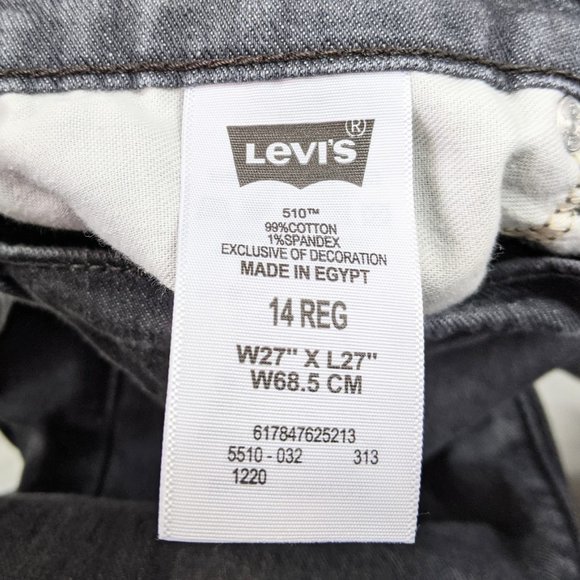 LEVI'S®
510™
99%COTTON
1%SPANDEX
EXCLUSIVE OF DECORATION
MADE IN EGYPT
14 REG
W27" X L27"
W68.5 CM
617847625213
5510 - 032 313
1220